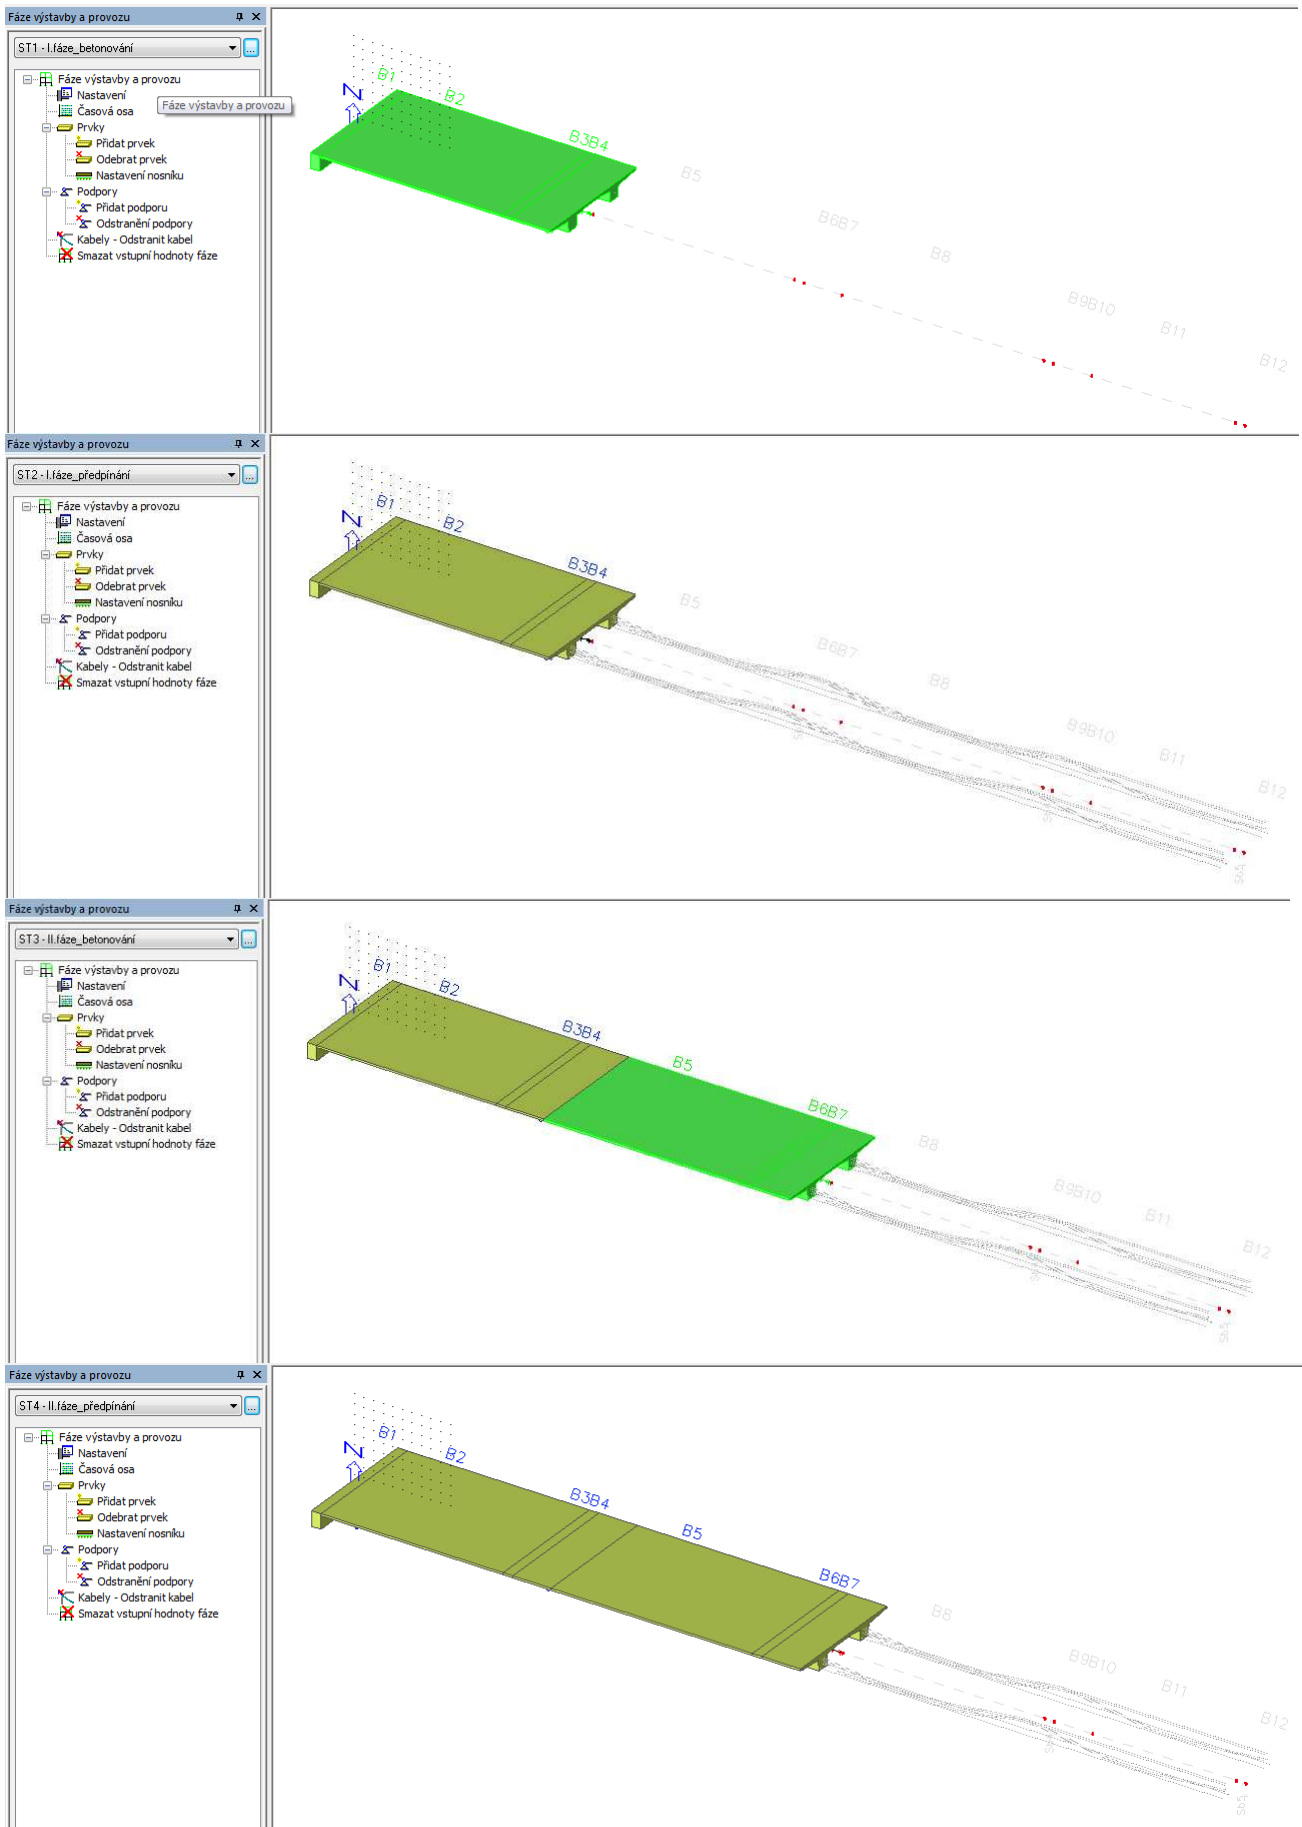 Fáze výstavby a provozu
ST1 - I.fáze_betonování
...
Fáze výstavby a provozu
Nastavení
Časová osa
Fáze výstavby a provozu
Prvky
Přidat prvek
Odebrat prvek
Nastavení nosníku
Podpory
Přidat podporu
Odstranění podpory
Kabely - Odstranit kabel
Smazat vstupní hodnoty fáze
Z
B1
B2
B3B4
B5
B6B7
B8
B9B10
B11
B12
Fáze výstavby a provozu
ST2 - I.fáze_předpínání
...
Fáze výstavby a provozu
Nastavení
Časová osa
Prvky
Přidat prvek
Odebrat prvek
Nastavení nosníku
Podpory
Přidat podporu
Odstranění podpory
Kabely - Odstranit kabel
Smazat vstupní hodnoty fáze
Z
B1
B2
B3B4
B5
B6B7
B8
B9B10
B11
B12
Fáze výstavby a provozu
ST3 - II.fáze_betonování
...
Fáze výstavby a provozu
Nastavení
Časová osa
Prvky
Přidat prvek
Odebrat prvek
Nastavení nosníku
Podpory
Přidat podporu
Odstranění podpory
Kabely - Odstranit kabel
Smazat vstupní hodnoty fáze
Z
B1
B2
B3B4
B5
B6B7
B8
B9B10
B11
B12
Fáze výstavby a provozu
ST4 - II.fáze_předpínání
...
Fáze výstavby a provozu
Nastavení
Časová osa
Prvky
Přidat prvek
Odebrat prvek
Nastavení nosníku
Podpory
Přidat podporu
Odstranění podpory
Kabely - Odstranit kabel
Smazat vstupní hodnoty fáze
Z
B1
B2
B3B4
B5
B6B7
B8
B9B10
B11
B12